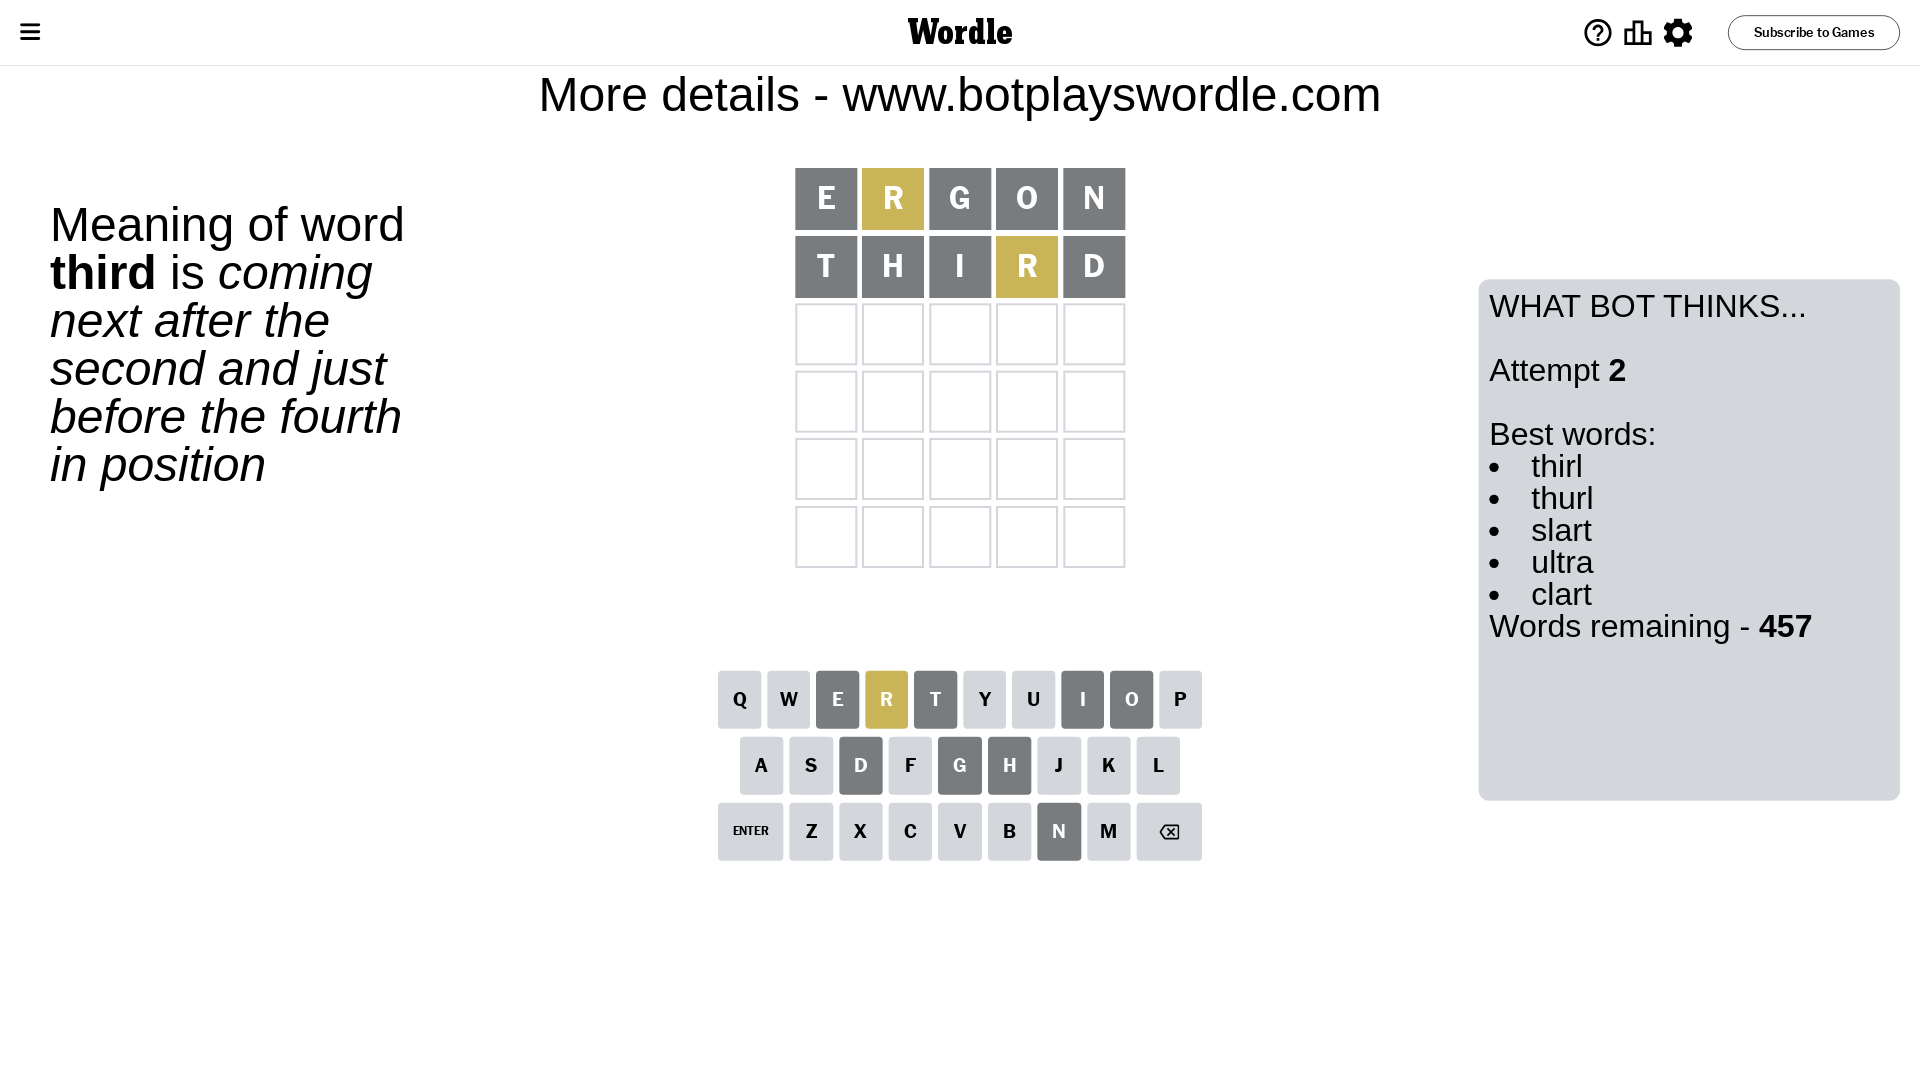 Wordle
Subscribe to Games
More details - www.botplayswordle.com
Meaning of word
third is coming
next after the
second and just
before the fourth
in position
E R G O N
T H I R D
WHAT BOT THINKS...
Attempt 2
Best words:
• thirl
• thurl
• slart
• ultra
• clart
Words remaining - 457
Q W E R T Y U I O P
A S D F G H J K L
ENTER Z X C V B N M